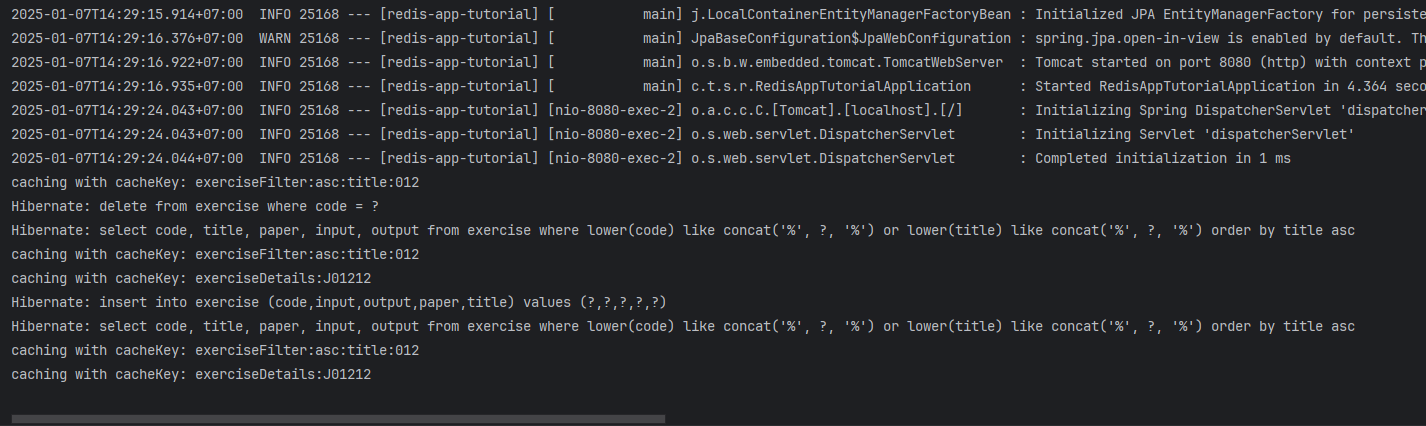 2025-01-07T14:29:15.914+07:00  INFO 25168 --- [redis-app-tutorial] [           main] j.LocalContainerEntityManagerFactoryBean : Initialized JPA EntityManagerFactory for persiste
2025-01-07T14:29:16.376+07:00  WARN 25168 --- [redis-app-tutorial] [           main] JpaBaseConfiguration$JpaWebConfiguration : spring.jpa.open-in-view is enabled by default. Th
2025-01-07T14:29:16.922+07:00  INFO 25168 --- [redis-app-tutorial] [           main] o.s.b.w.embedded.tomcat.TomcatWebServer  : Tomcat started on port 8080 (http) with context p
2025-01-07T14:29:16.935+07:00  INFO 25168 --- [redis-app-tutorial] [           main] c.t.s.r.RedisAppTutorialApplication      : Started RedisAppTutorialApplication in 4.364 seco
2025-01-07T14:29:24.043+07:00  INFO 25168 --- [redis-app-tutorial] [nio-8080-exec-2] o.a.c.c.C.[Tomcat].[localhost].[/]       : Initializing Spring DispatcherServlet 'dispatcher
2025-01-07T14:29:24.043+07:00  INFO 25168 --- [redis-app-tutorial] [nio-8080-exec-2] o.s.web.servlet.DispatcherServlet        : Initializing Servlet 'dispatcherServlet'
2025-01-07T14:29:24.044+07:00  INFO 25168 --- [redis-app-tutorial] [nio-8080-exec-2] o.s.web.servlet.DispatcherServlet        : Completed initialization in 1 ms
caching with cacheKey: exerciseFilter:asc:title:012
Hibernate: delete from exercise where code = ?
Hibernate: select code, title, paper, input, output from exercise where lower(code) like concat('%', ?, '%') or lower(title) like concat('%', ?, '%') order by title asc
caching with cacheKey: exerciseFilter:asc:title:012
caching with cacheKey: exerciseDetails:J01212
Hibernate: insert into exercise (code,input,output,paper,title) values (?,?,?,?,?)
Hibernate: select code, title, paper, input, output from exercise where lower(code) like concat('%', ?, '%') or lower(title) like concat('%', ?, '%') order by title asc
caching with cacheKey: exerciseFilter:asc:title:012
caching with cacheKey: exerciseDetails:J01212